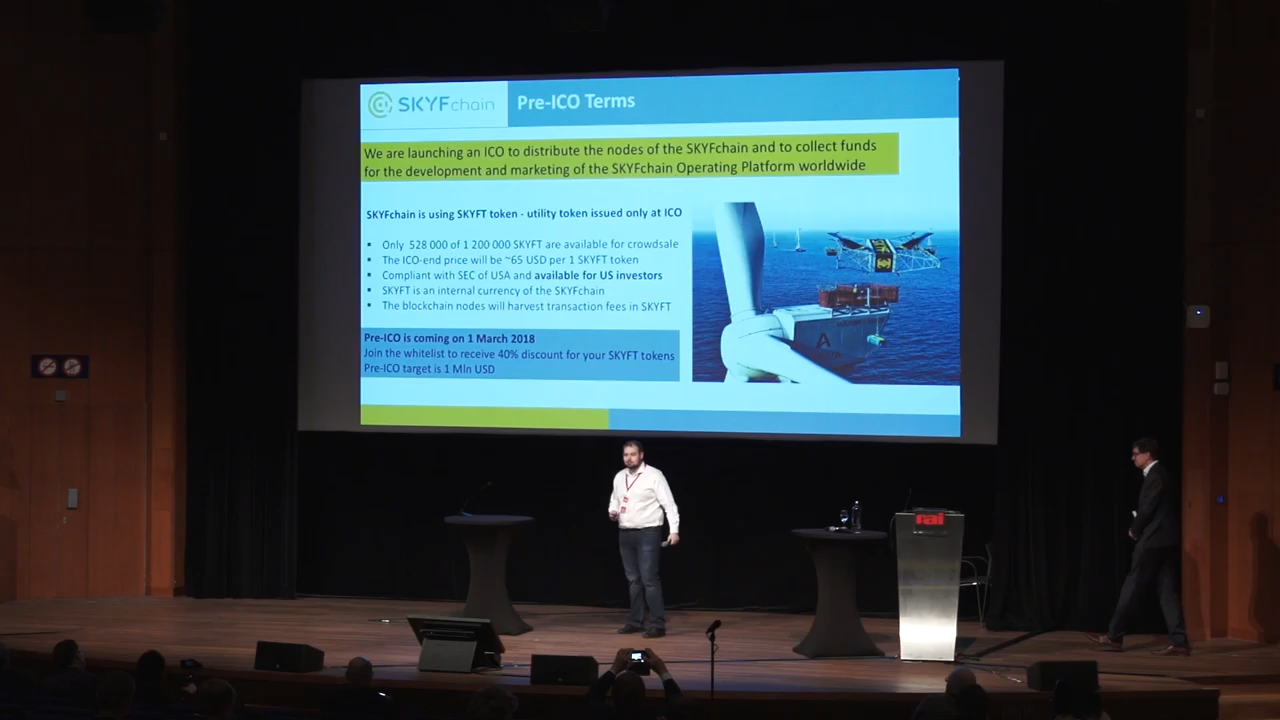 SKYFchain
Pre-ICO Terms
We are launching an ICO to distribute the nodes of the SKYFchain and to collect funds
for the development and marketing of the SKYFchain Operating Platform worldwide
SKYFchain is using SKYFT token - utility token issued only at ICO
▪ Only 528 000 of 1 200 000 SKYFT are available for crowdsale
▪ The ICO-end price will be ~65 USD per 1 SKYFT token
▪ Compliant with SEC of USA and available for US investors
▪ SKYFT is an internal currency of the SKYFchain
▪ The blockchain nodes will harvest transaction fees in SKYFT
Pre-ICO is coming on 1 March 2018
Join the whitelist to receive 40% discount for your SKYFT tokens
Pre-ICO target is 1 Mln USD
SKYF
A
rai